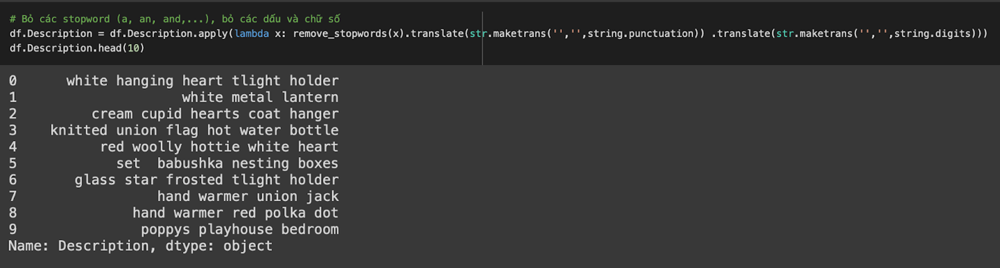 # Bỏ các stopword (a, an, and,...), bỏ các dấu và chữ số
df.Description = df.Description.apply(lambda x: remove_stopwords(x).translate(str.maketrans('','',string.punctuation)) .translate(str.maketrans('','',string.digits)))
df.Description.head(10)
0 white hanging heart tlight holder
1 white metal lantern
2 cream cupid hearts coat hanger
3 knitted union flag hot water bottle
4 red woolly hottie white heart
5 set  babushka nesting boxes
6 glass star frosted tlight holder
7 hand warmer union jack
8 hand warmer red polka dot
9 poppys playhouse bedroom
Name: Description, dtype: object